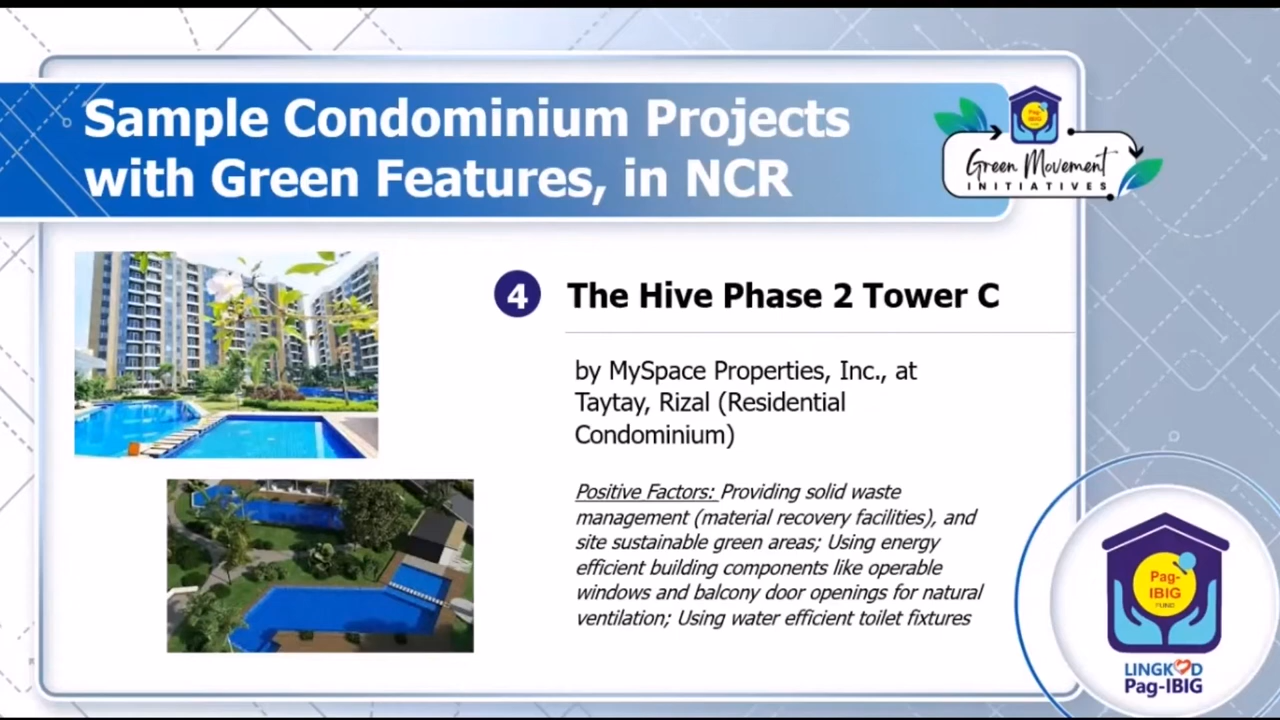 Sample Condominium Projects
with Green Features, in NCR
Pag-
IBIG
FUND
Green Movement
INITIATIVES
4 The Hive Phase 2 Tower C
by MySpace Properties, Inc., at
Taytay, Rizal (Residential
Condominium)
Positive Factors: Providing solid waste
management (material recovery facilities), and
site sustainable green areas; Using energy
efficient building components like operable
windows and balcony door openings for natural
ventilation; Using water efficient toilet fixtures
Pag-
IBIG
FUND
LINGKOD
Pag-IBIG